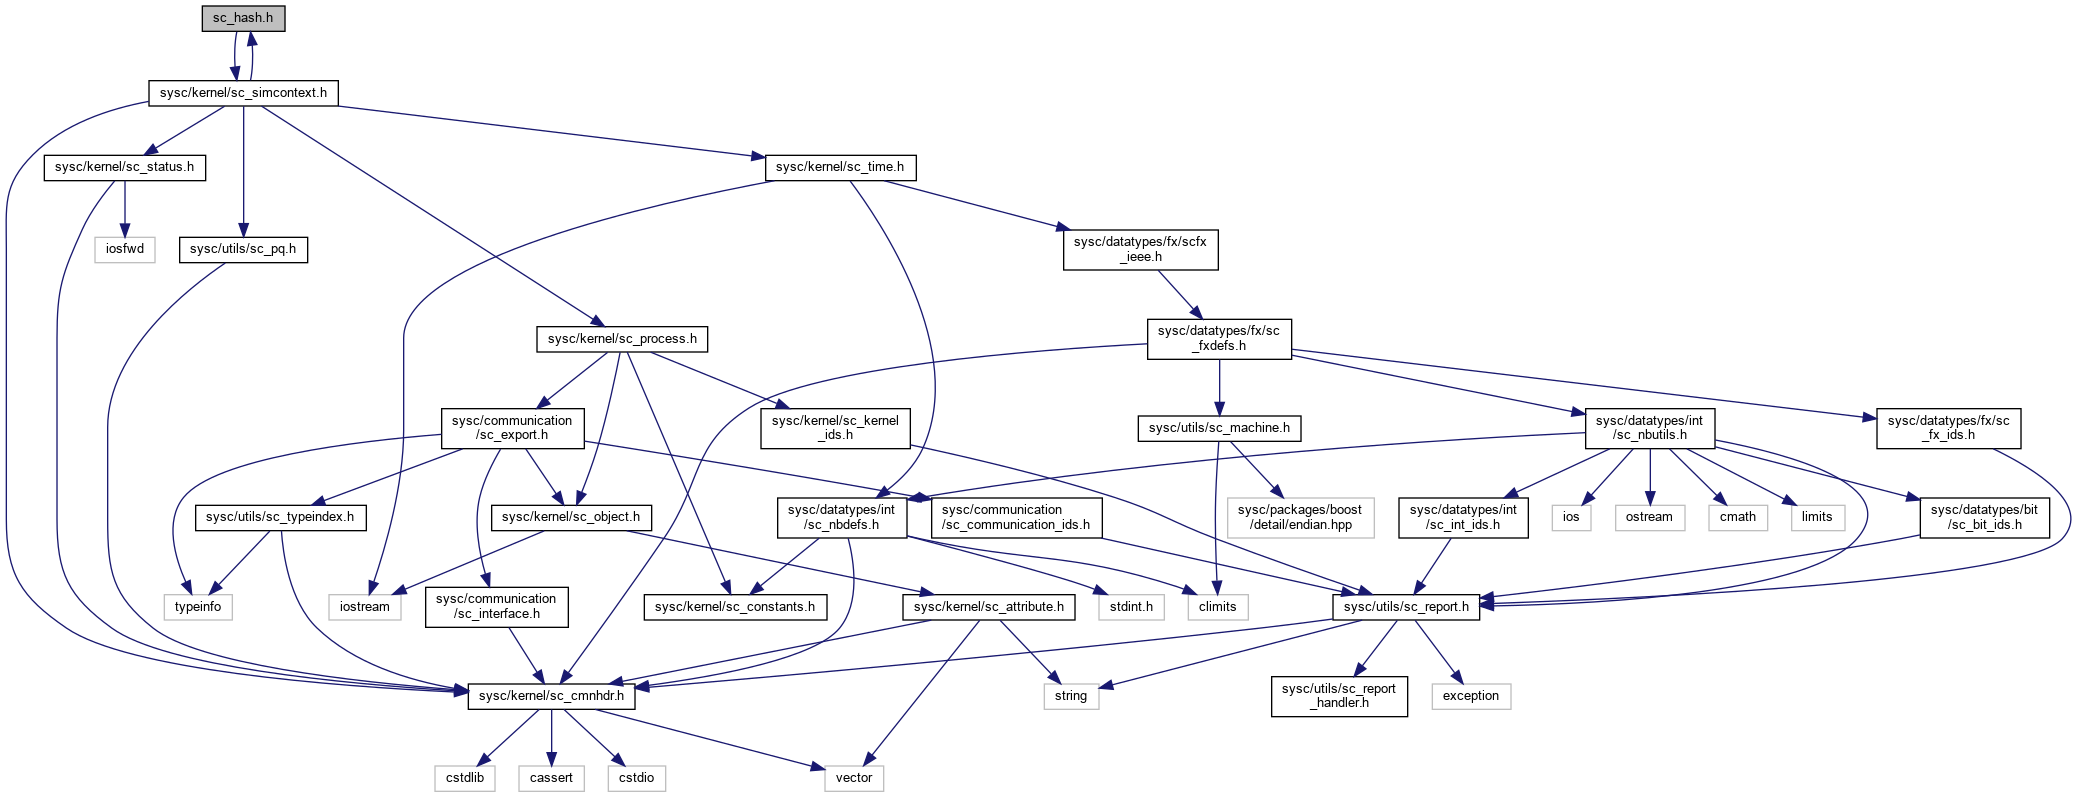 sc_hash.h
sysc/kernel/sc_simcontext.h
sysc/kernel/sc_status.h
sysc/kernel/sc_time.h
iosfwd
sysc/utils/sc_pq.h
sysc/datatypes/fx/scfx
_ieee.h
sysc/kernel/sc_process.h
sysc/datatypes/fx/sc
_fxdefs.h
sysc/communication
/sc_export.h
sysc/kernel/sc_kernel
_ids.h
sysc/utils/sc_machine.h
sysc/datatypes/int
/sc_nbutils.h
sysc/datatypes/fx/sc
_fx_ids.h
sysc/utils/sc_typeindex.h
sysc/kernel/sc_object.h
sysc/datatypes/int
/sc_nbdefs.h
sysc/communication
/sc_communication_ids.h
sysc/packages/boost
/detail/endian.hpp
sysc/datatypes/int
/sc_int_ids.h
ios
ostream
cmath
limits
sysc/datatypes/bit
/sc_bit_ids.h
typeinfo
iostream
sysc/communication
/sc_interface.h
sysc/kernel/sc_constants.h
sysc/kernel/sc_attribute.h
stdint.h
climits
sysc/utils/sc_report.h
sysc/kernel/sc_cmnhdr.h
string
sysc/utils/sc_report
_handler.h
exception
cstdlib
cassert
cstdio
vector